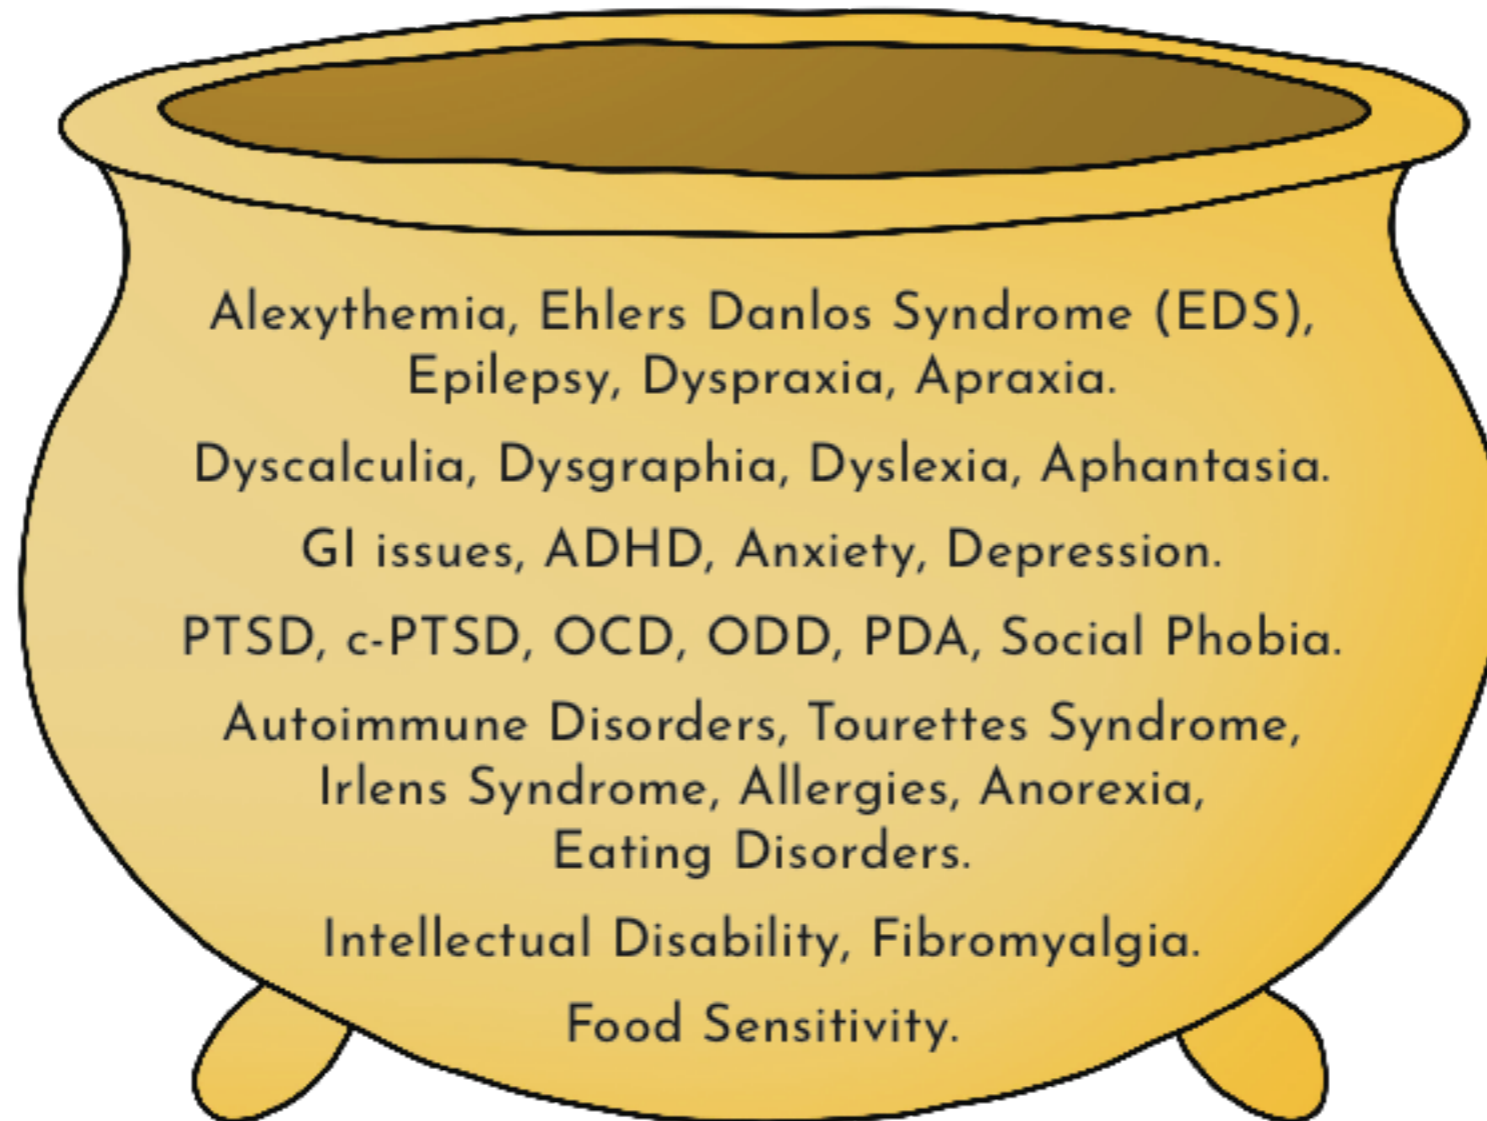 Alexythemia, Ehlers Danlos Syndrome (EDS),
Epilepsy, Dyspraxia, Apraxia.
Dyscalculia, Dysgraphia, Dyslexia, Aphantasia.
GI issues, ADHD, Anxiety, Depression.
PTSD, c-PTSD, OCD, ODD, PDA, Social Phobia.
Autoimmune Disorders, Tourettes Syndrome,
Irlens Syndrome, Allergies, Anorexia,
Eating Disorders.
Intellectual Disability, Fibromyalgia.
Food Sensitivity.